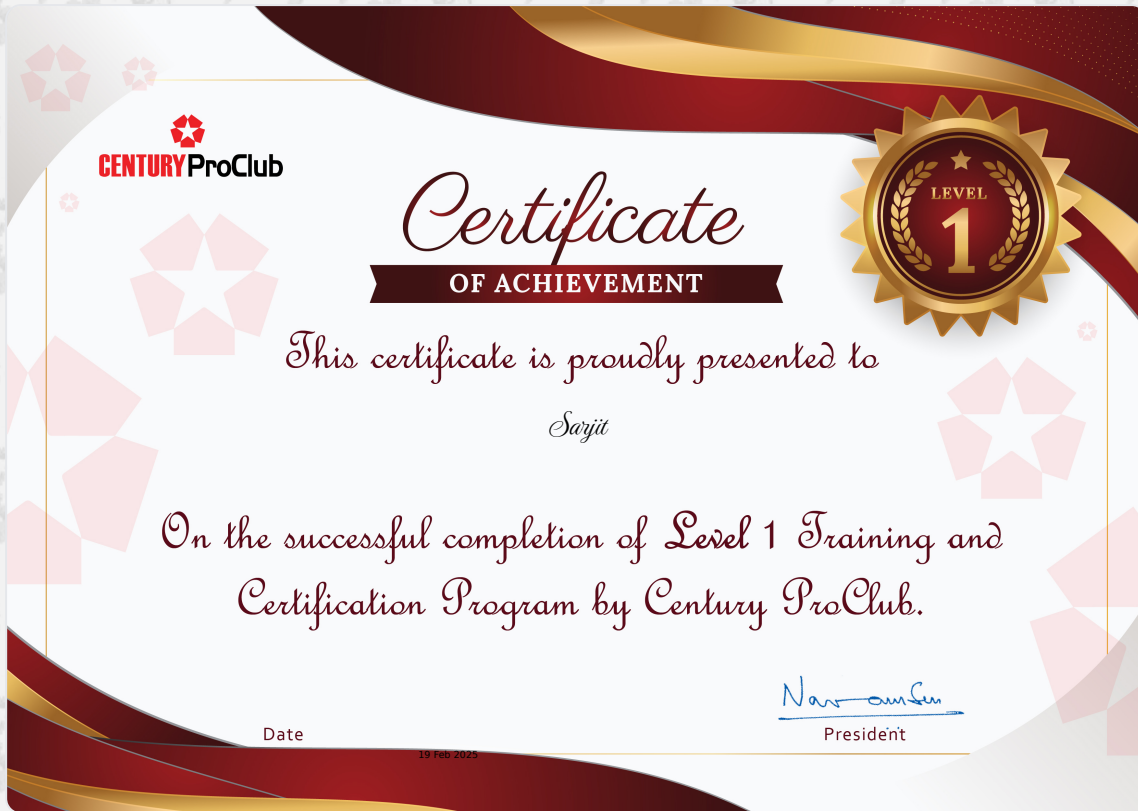 CENTURY ProClub
LEVEL
1
Certificate
OF ACHIEVEMENT
This certificate is proudly presented to
Sarjit
On the successful completion of Level 1 Training and
Certification Program by Century ProClub.
Date
President
19 Feb 2025